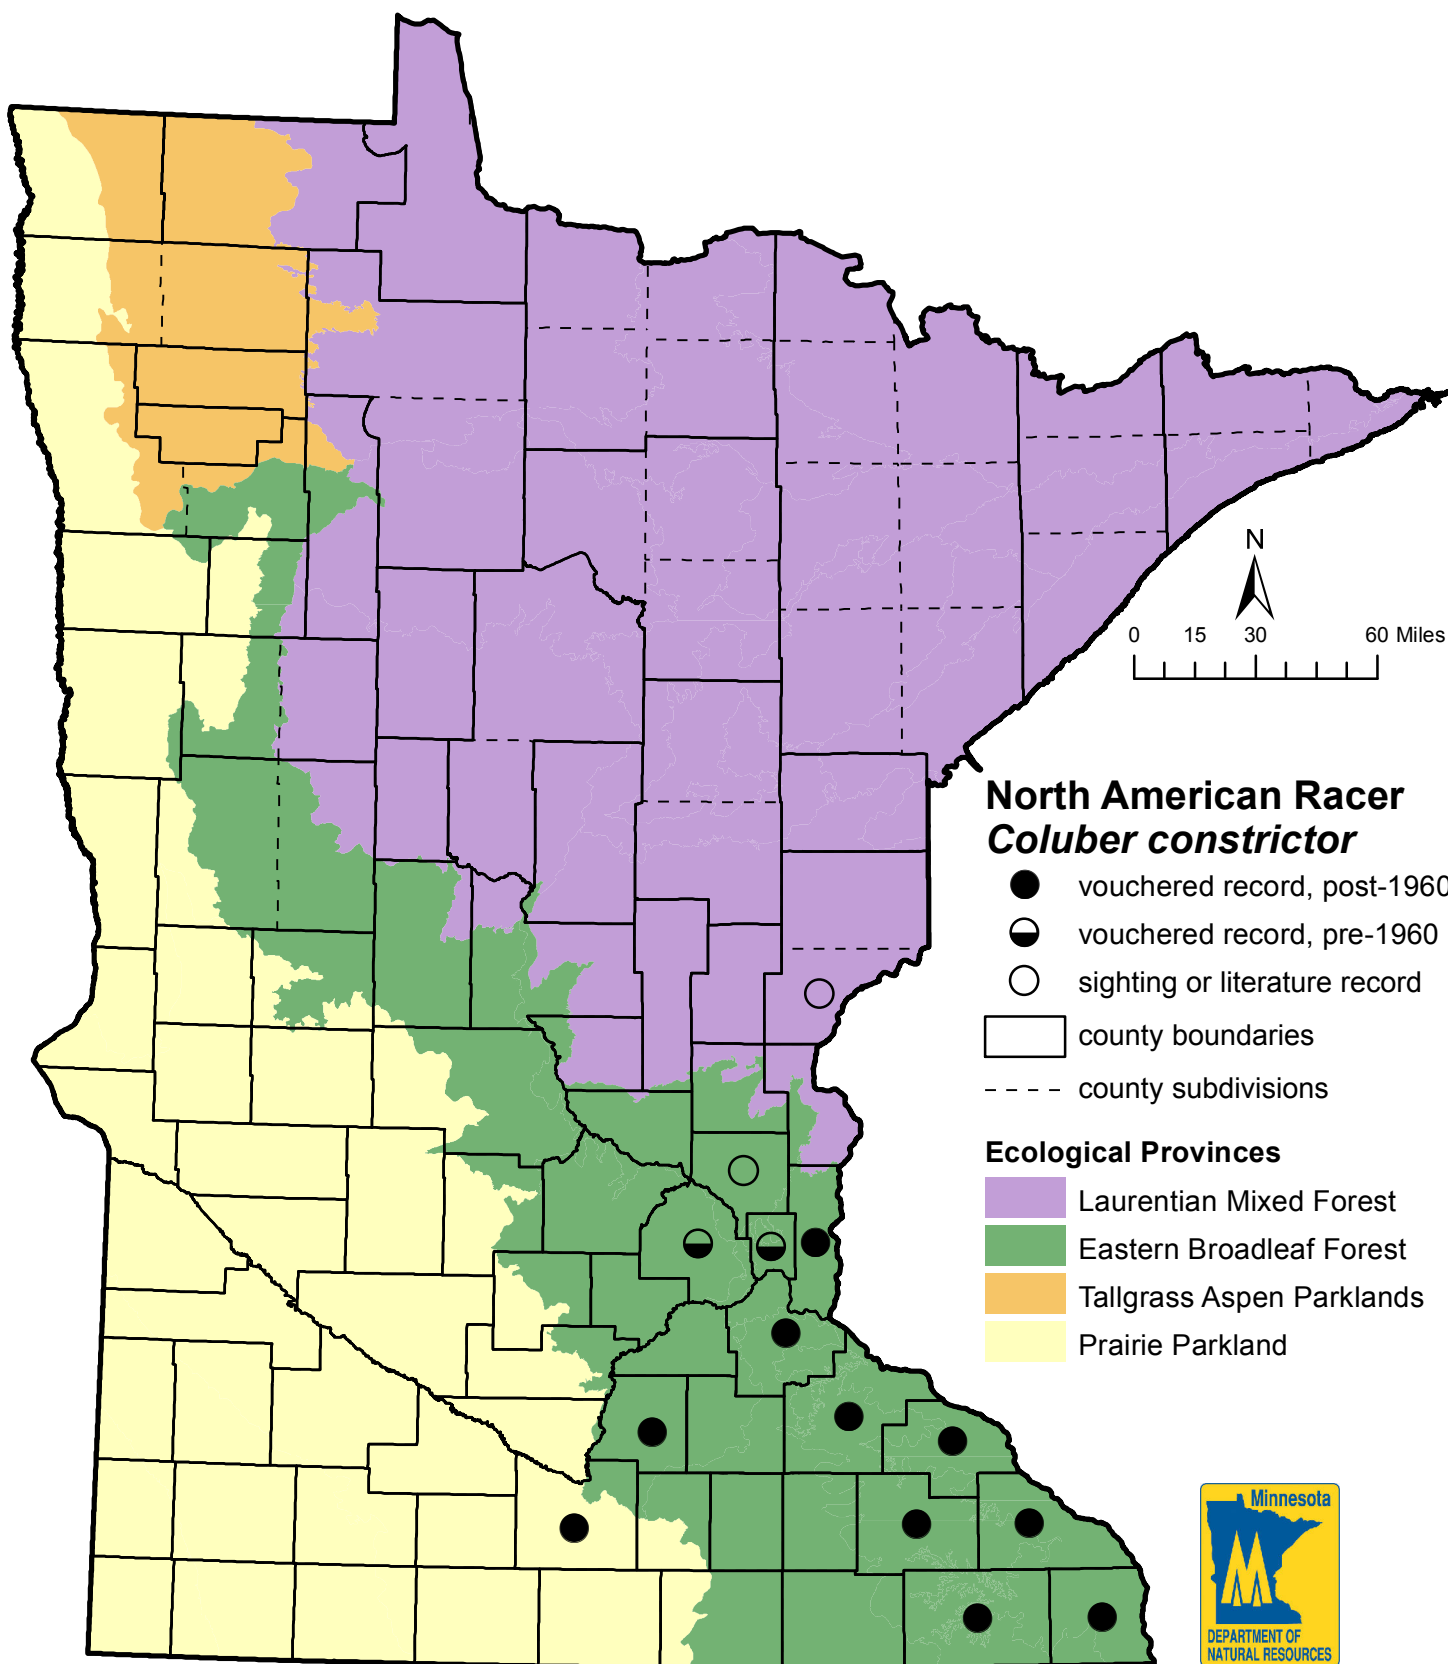 N
0 15 30 60 Miles
North American Racer
Coluber constrictor
vouchered record, post-1960
vouchered record, pre-1960
sighting or literature record
county boundaries
county subdivisions
Ecological Provinces
Laurentian Mixed Forest
Eastern Broadleaf Forest
Tallgrass Aspen Parklands
Prairie Parkland
Minnesota
DEPARTMENT OF
NATURAL RESOURCES